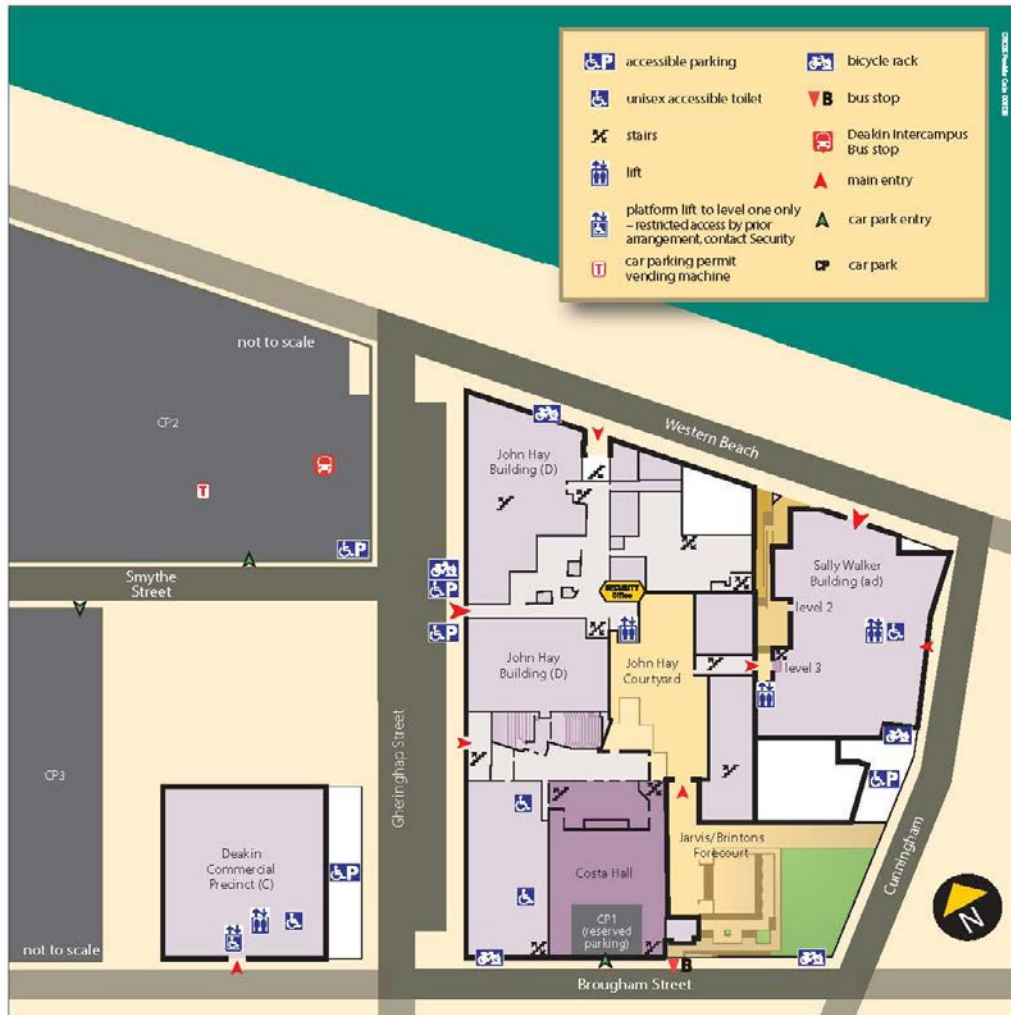 accessible parking
unisex accessible toilet
stairs
lift
platform lift to level one only
– restricted access by prior
arrangement, contact Security
car parking permit
vending machine
bicycle rack
B bus stop
Deakin Intercampus
Bus stop
main entry
car park entry
CP car park
not to scale
CP2
T
P
Smythe
Street
CP3
not to scale
Deakin
Commercial
Precinct (C)
P
Gheringhap Street
Western Beach
John Hay
Building (D)
P
P
SECURITY
Office
John Hay
Building (D)
John Hay
Courtyard
Sally Walker
Building (ad)
level 2
level 3
P
Cunningham
Jarvis/Brintons
Forecourt
Costa Hall
CP1
(reserved
parking)
B
Brougham Street
N